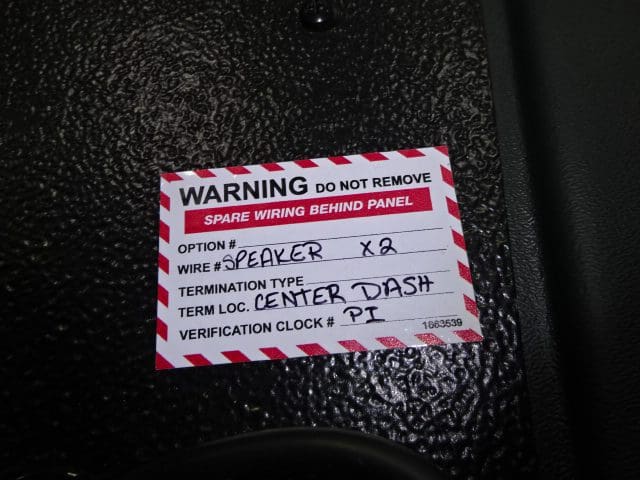 WARNING DO NOT REMOVE
SPARE WIRING BEHIND PANEL
OPTION #
WIRE # SPEAKER X2
TERMINATION TYPE
TERM LOC. CENTER DASH
VERIFICATION CLOCK # PI
1663539